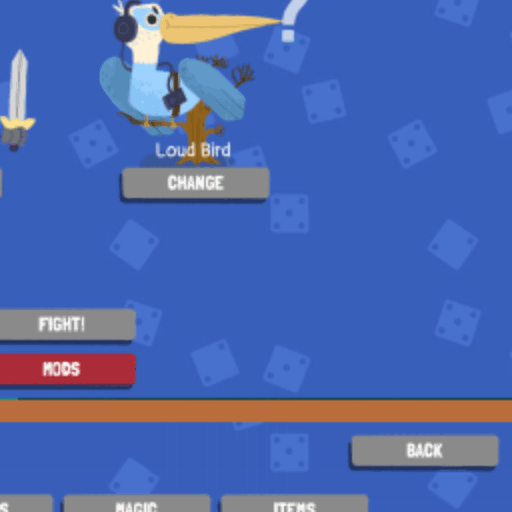 ?
Loud Bird
CHANGE
FIGHT!
MODS
BACK
S
MAGIC
ITEMS